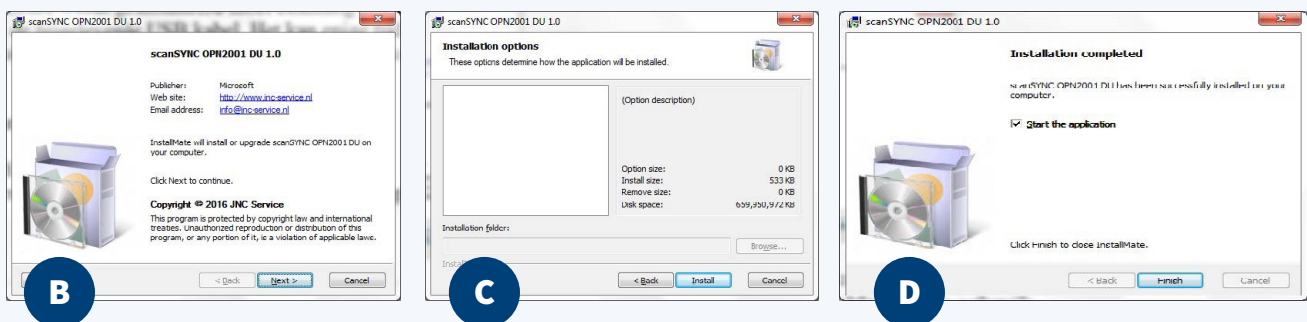 scanSYNC OPN2001 DU 1.0
scanSYNC OPN2001 DU 1.0
Publisher: Microsoft
Web site: http://www.jnc-service.nl
Email address: info@jnc-service.nl
InstallMate will install or upgrade scanSYNC OPN2001 DU on
your computer.
Click Next to continue.
Copyright © 2016 JNC Service
This program is protected by copyright law and international
treaties. Unauthorized reproduction or distribution of this
program, or any portion of it, is a violation of applicable laws.
< Back Next > Cancel
B
scanSYNC OPN2001 DU 1.0
Installation options
These options determine how the application will be installed.
(Option description)
Option size: 0 KB
Install size: 533 KB
Remove size: 0 KB
Disk space: 659,950,972 KB
Installation folder:
Browse...
< Back Install Cancel
C
scanSYNC OPN2001 DU 1.0
Installation completed
scanSYNC OPN2001 DU has been successfully installed on your
computer.
Start the application
Click Finish to close InstallMate.
< Back Finish Cancel
D